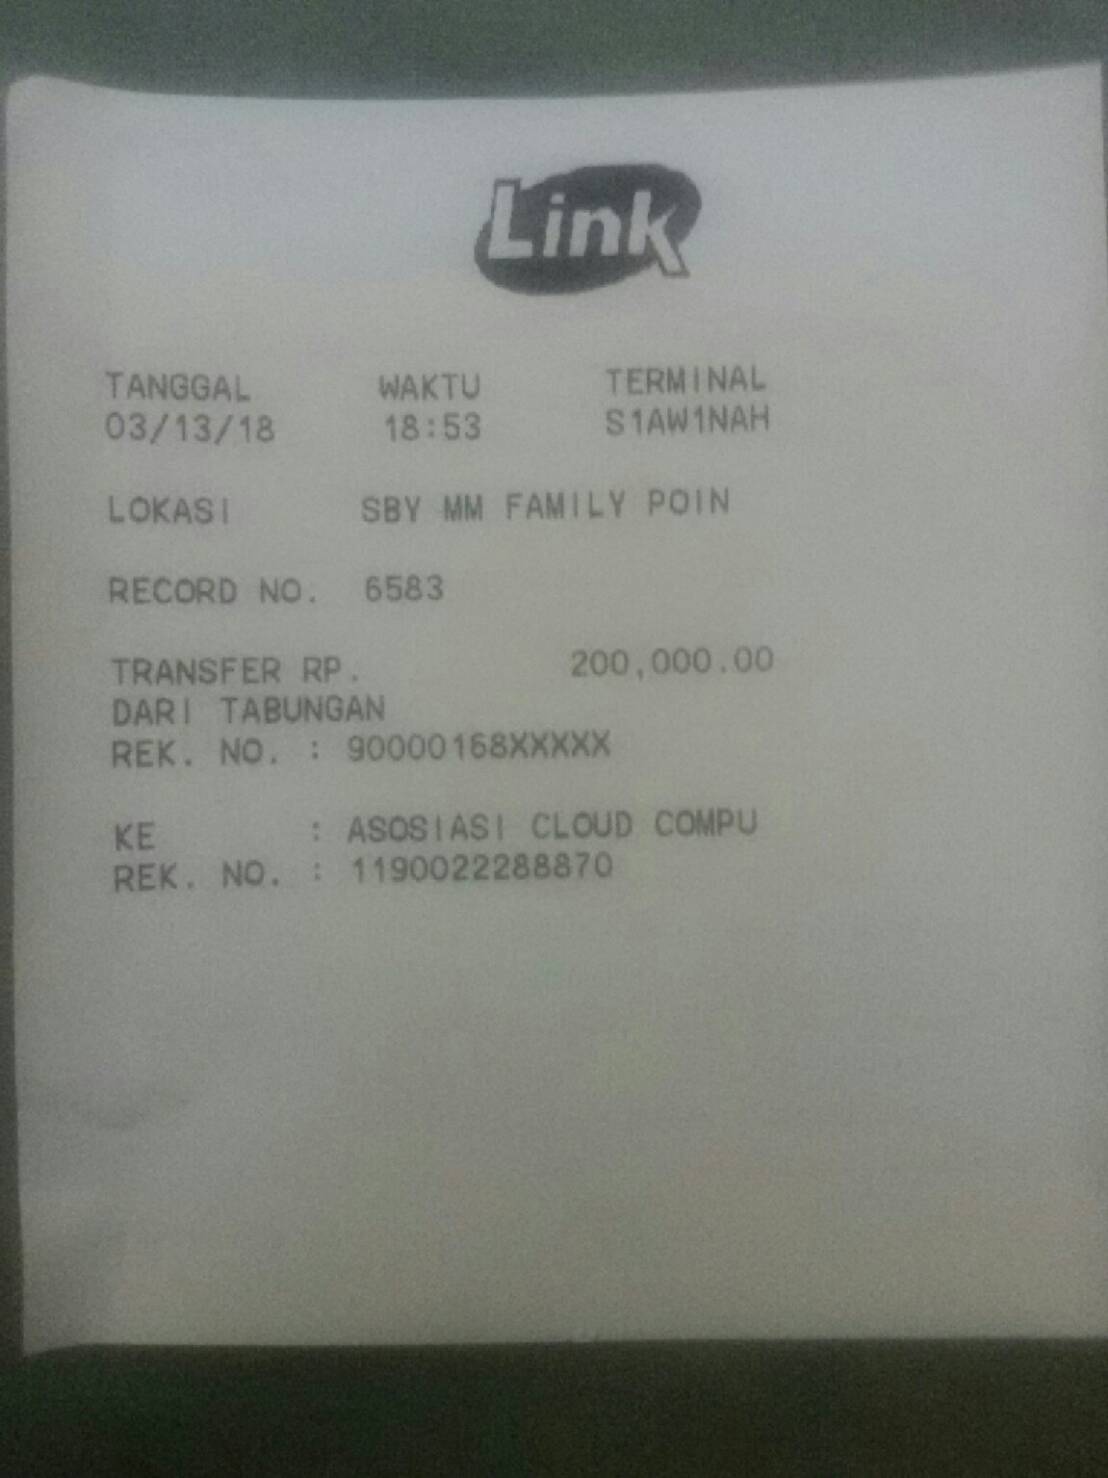 Link
TANGGAL WAKTU TERMINAL
03/13/18 18:53 S1AW1NAH
LOKASI SBY MM FAMILY POIN
RECORD NO. 6583
TRANSFER RP. 200,000.00
DARI TABUNGAN
REK. NO. : 90000168XXXXX
KE : ASOSIASI CLOUD COMPU
REK. NO. : 1190022288870